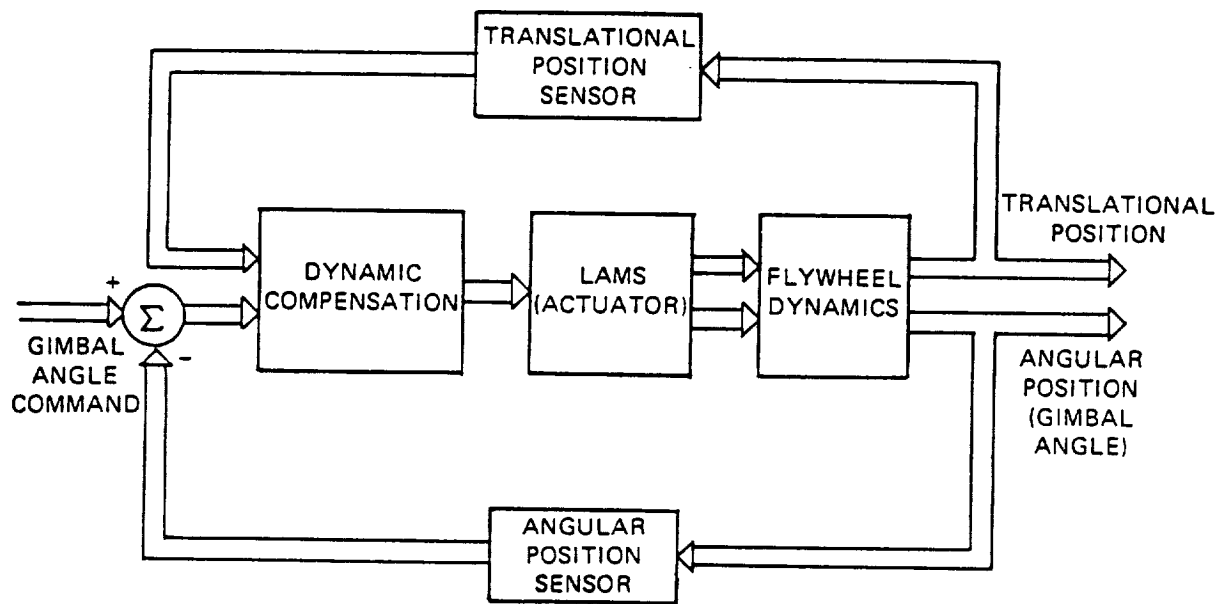 TRANSLATIONAL
POSITION
SENSOR
TRANSLATIONAL
POSITION
+
Σ
-
GIMBAL
ANGLE
COMMAND
DYNAMIC
COMPENSATION
LAMS
(ACTUATOR)
FLYWHEEL
DYNAMICS
ANGULAR
POSITION
(GIMBAL
ANGLE)
ANGULAR
POSITION
SENSOR